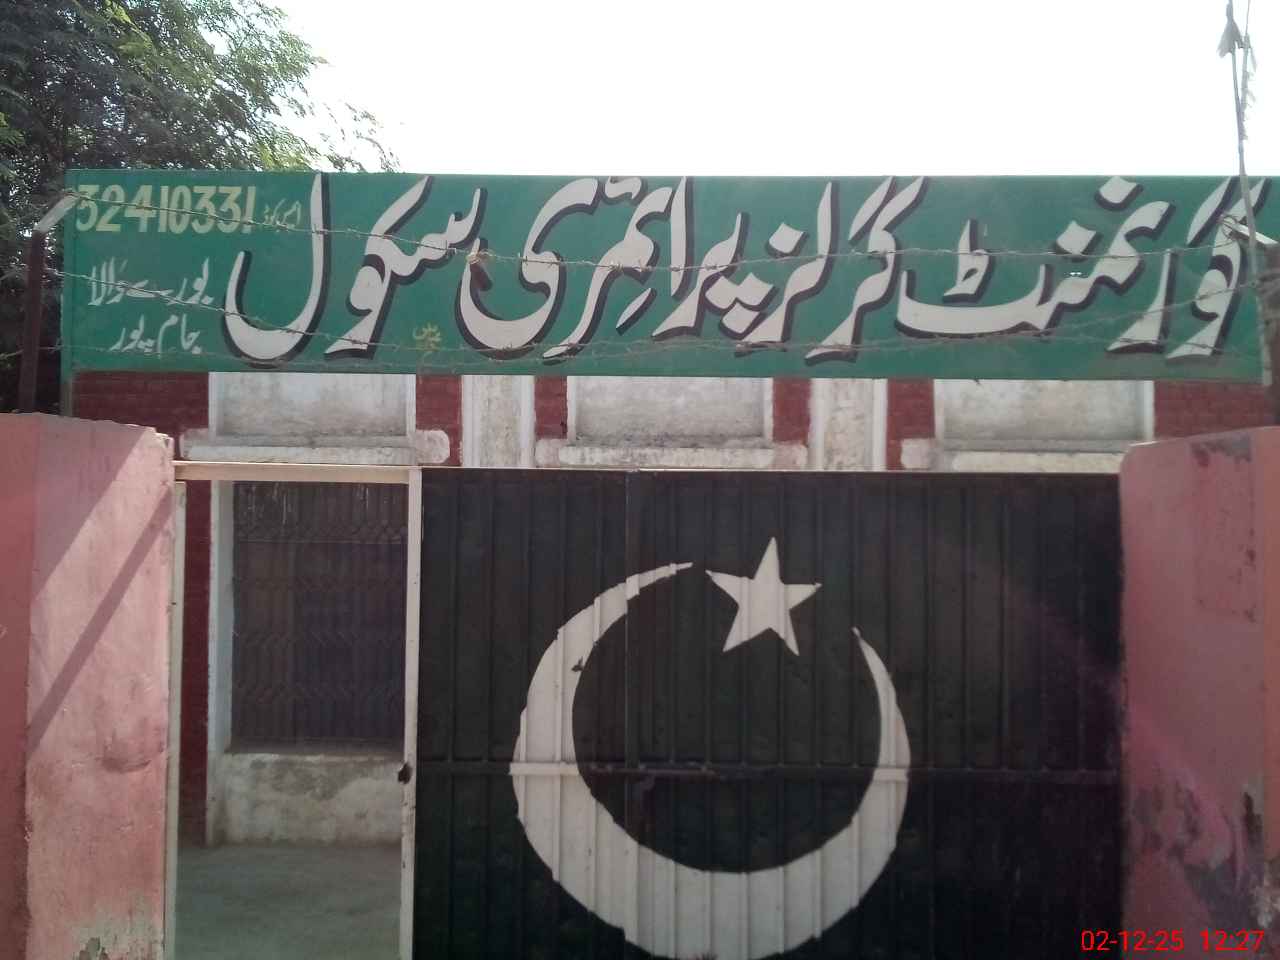 گورنمنٹ گرلز پرائمری سکول
32410331
بورے والا
جام پور
02-12-25 12:27